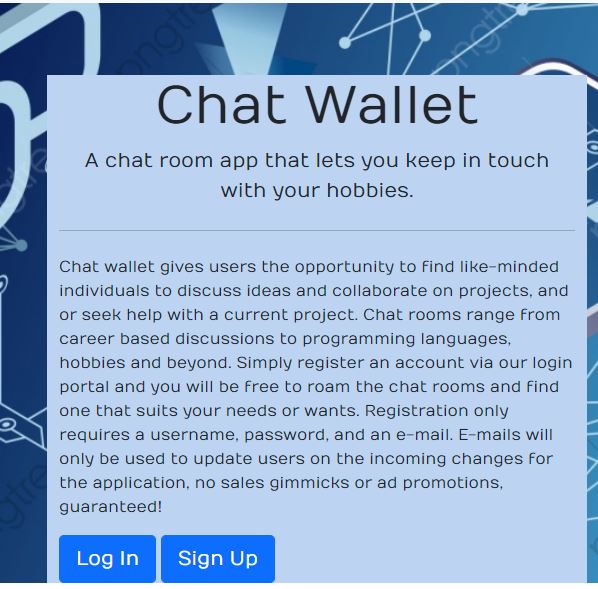 Chat Wallet
A chat room app that lets you keep in touch
with your hobbies.
Chat wallet gives users the opportunity to find like-minded
individuals to discuss ideas and collaborate on projects, and
or seek help with a current project. Chat rooms range from
career based discussions to programming languages,
hobbies and beyond. Simply register an account via our login
portal and you will be free to roam the chat rooms and find
one that suits your needs or wants. Registration only
requires a username, password, and an e-mail. E-mails will
only be used to update users on the incoming changes for
the application, no sales gimmicks or ad promotions,
guaranteed!
Log In Sign Up